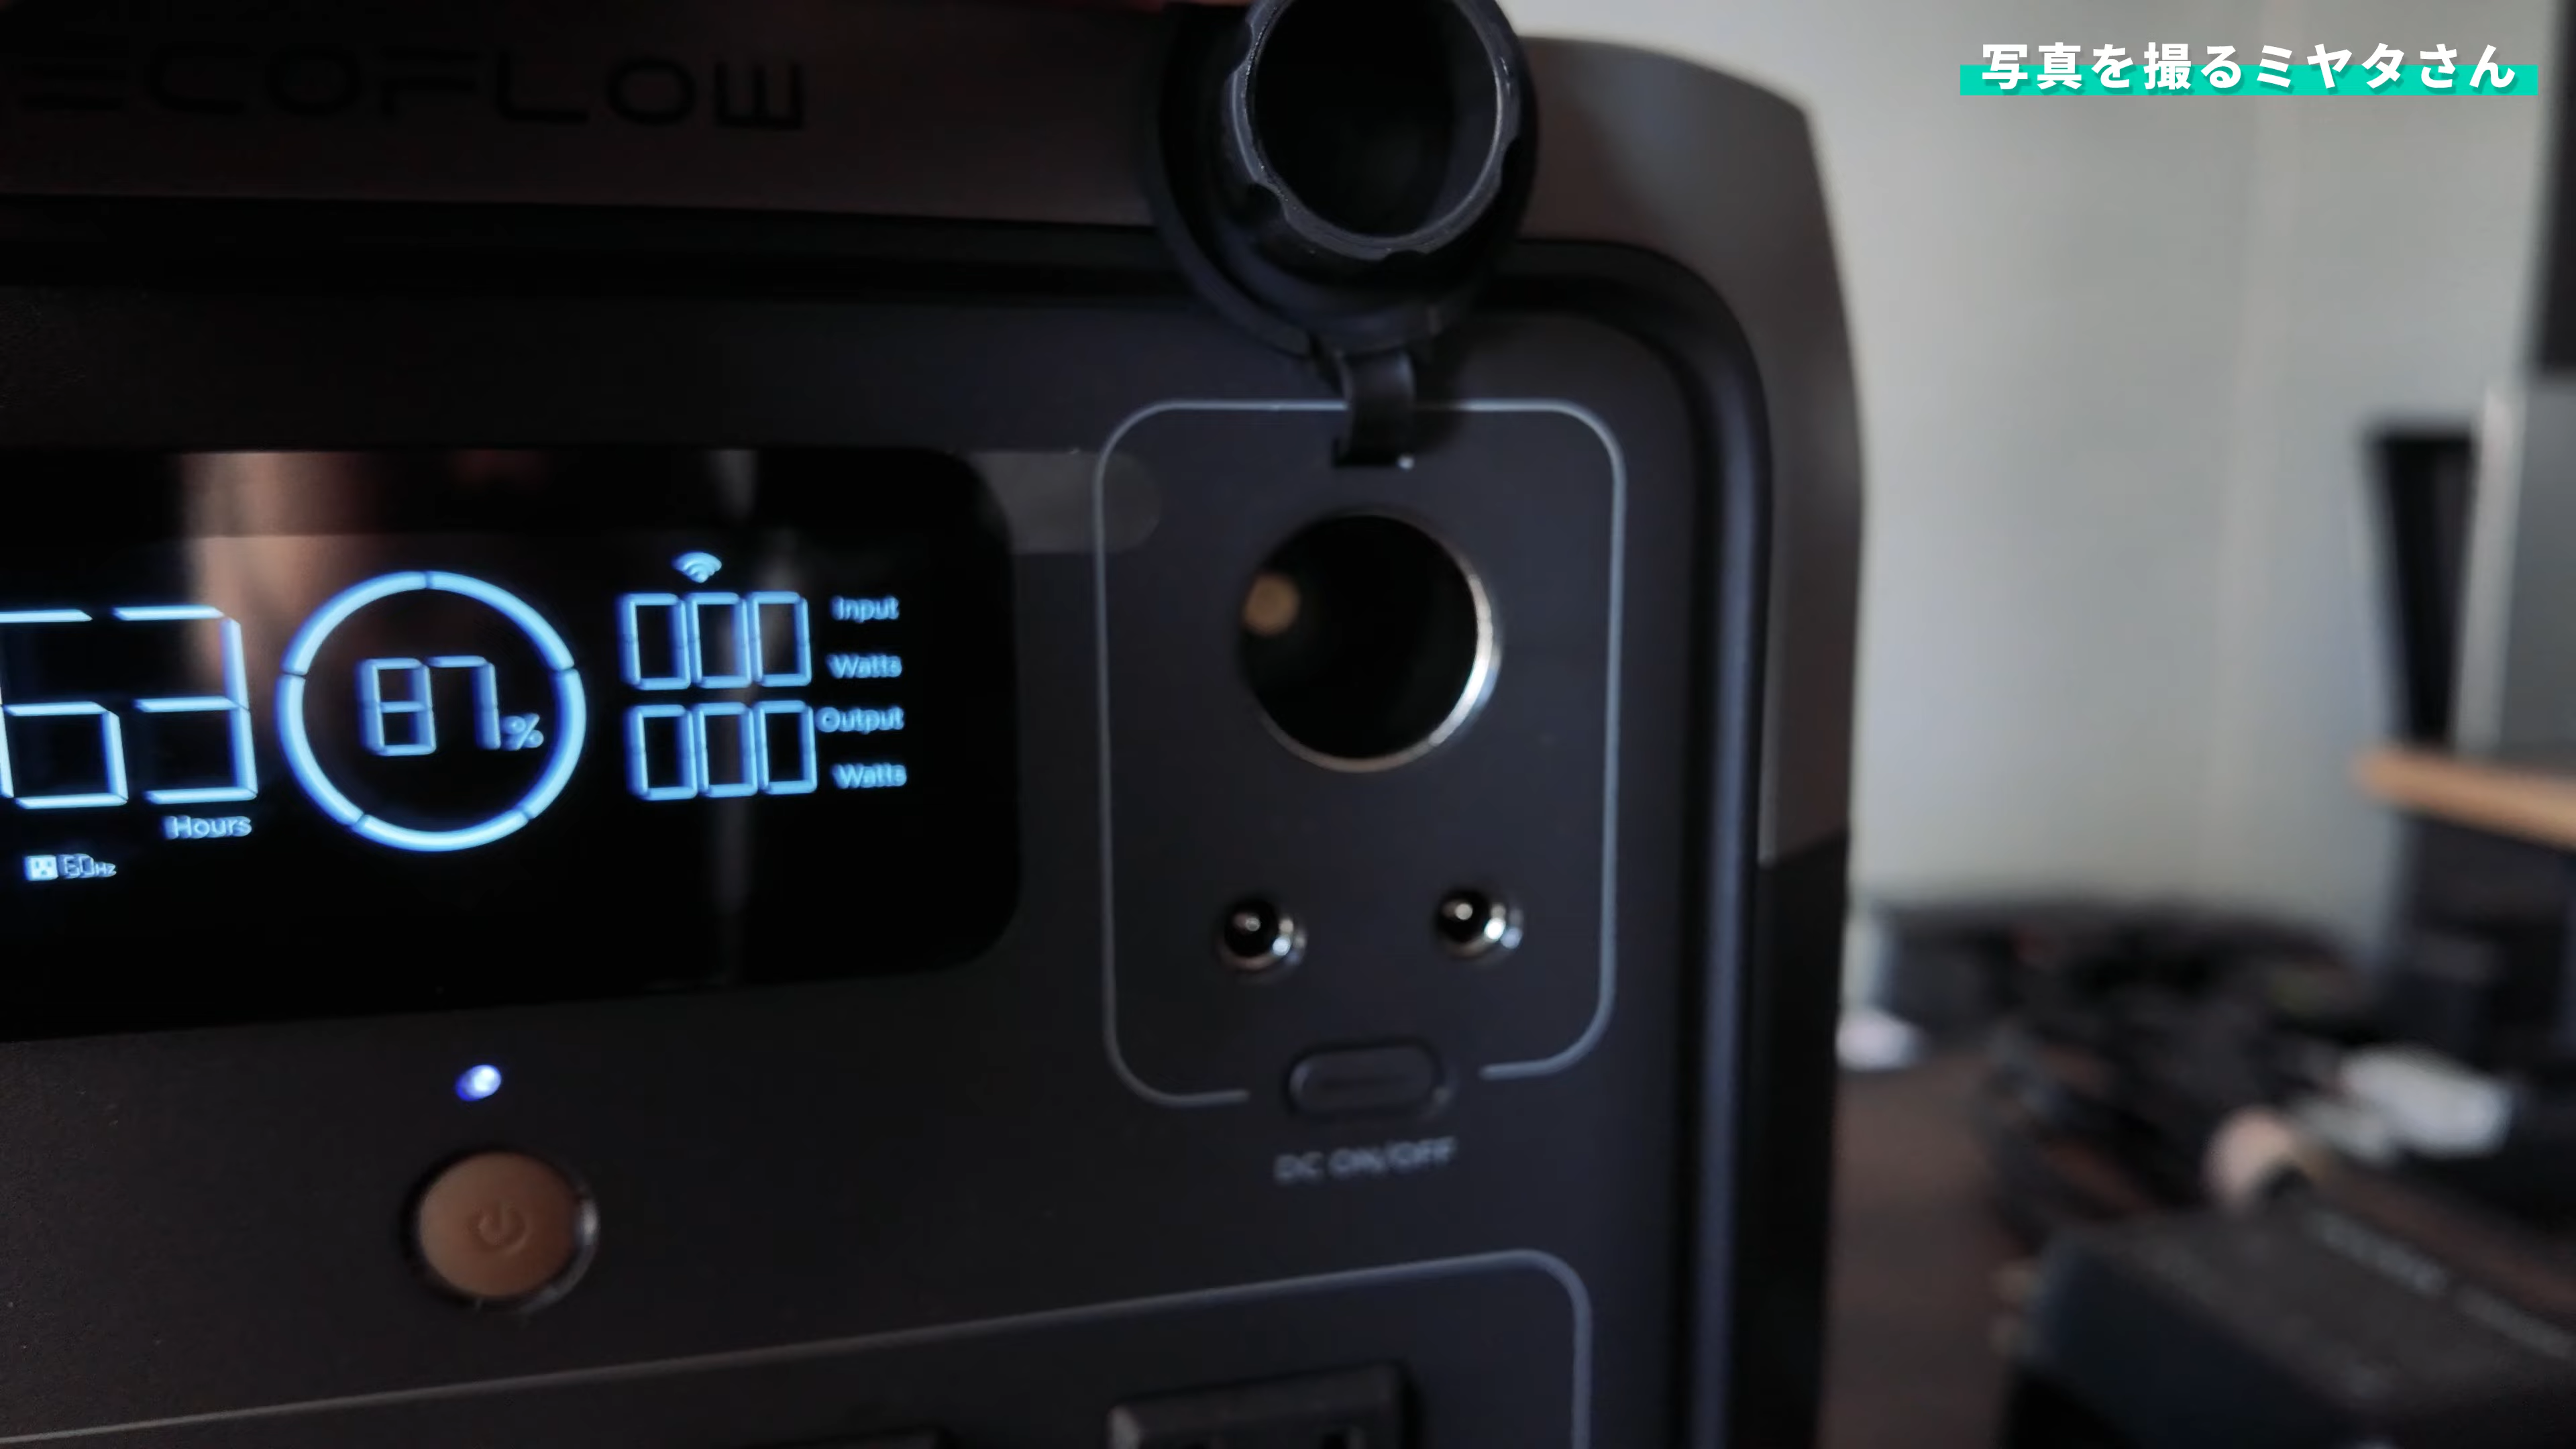 写真を撮るミヤタさん
ECOFLOW
Input
000
Watts
87%
63
Output
000
Watts
Hours
60Hz
DC ON/OFF